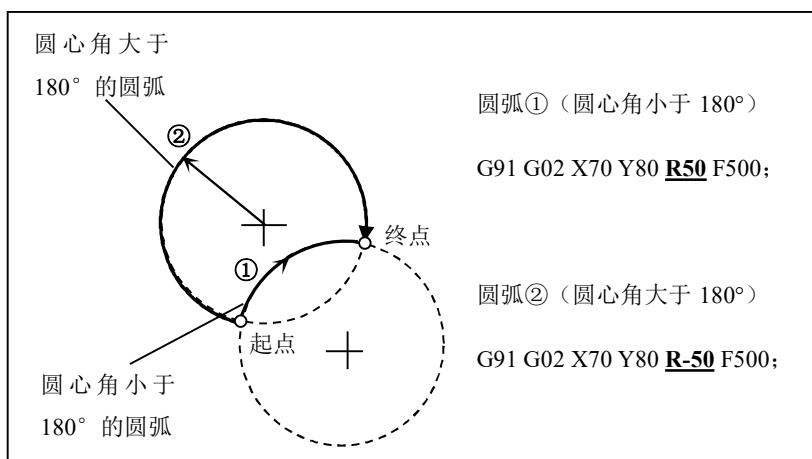 圆心角大于
180° 的圆弧
②
①
终点
起点
圆心角小于
180° 的圆弧
圆弧①（圆心角小于 180°）
G91 G02 X70 Y80 R50 F500；
圆弧②（圆心角大于 180°）
G91 G02 X70 Y80 R-50 F500；